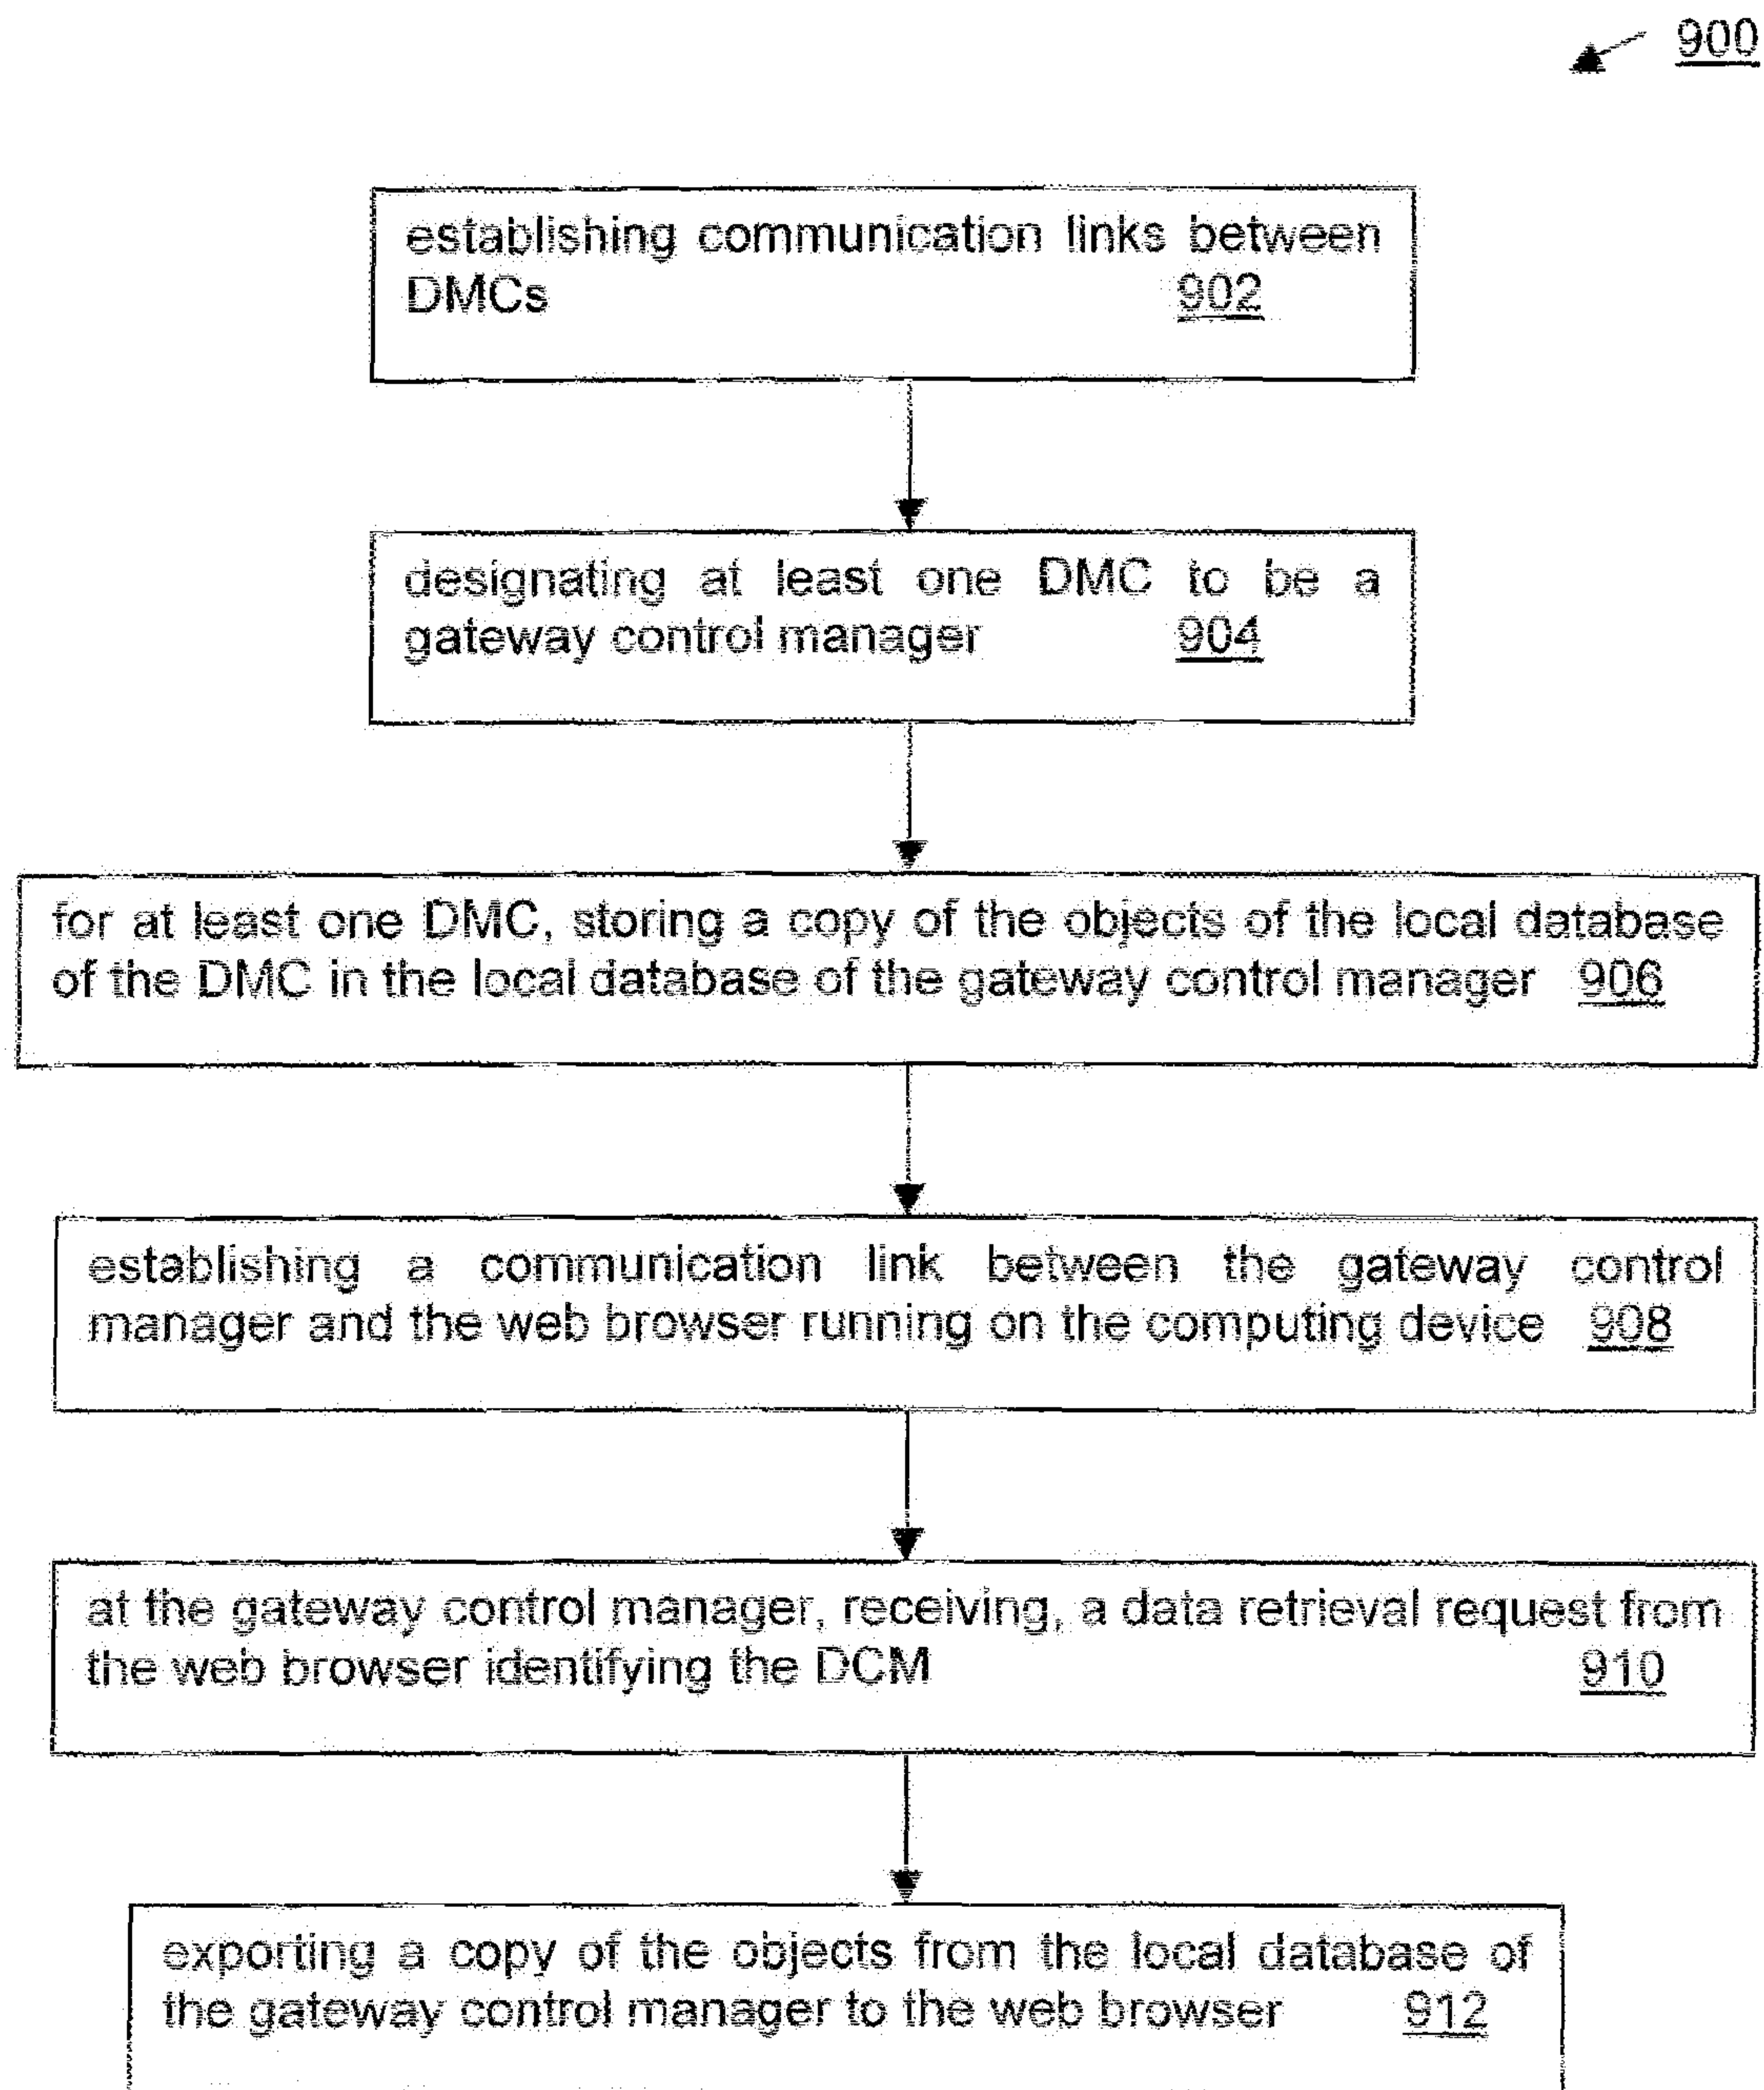 900
establishing communication links between
DMCs 902
designating at least one DMC to be a
gateway control manager 904
for at least one DMC, storing a copy of the objects of the local database
of the DMC in the local database of the gateway control manager 906
establishing a communication link between the gateway control
manager and the web browser running on the computing device 908
at the gateway control manager, receiving, a data retrieval request from
the web browser identifying the DCM 910
exporting a copy of the objects from the local database of
the gateway control manager to the web browser 912